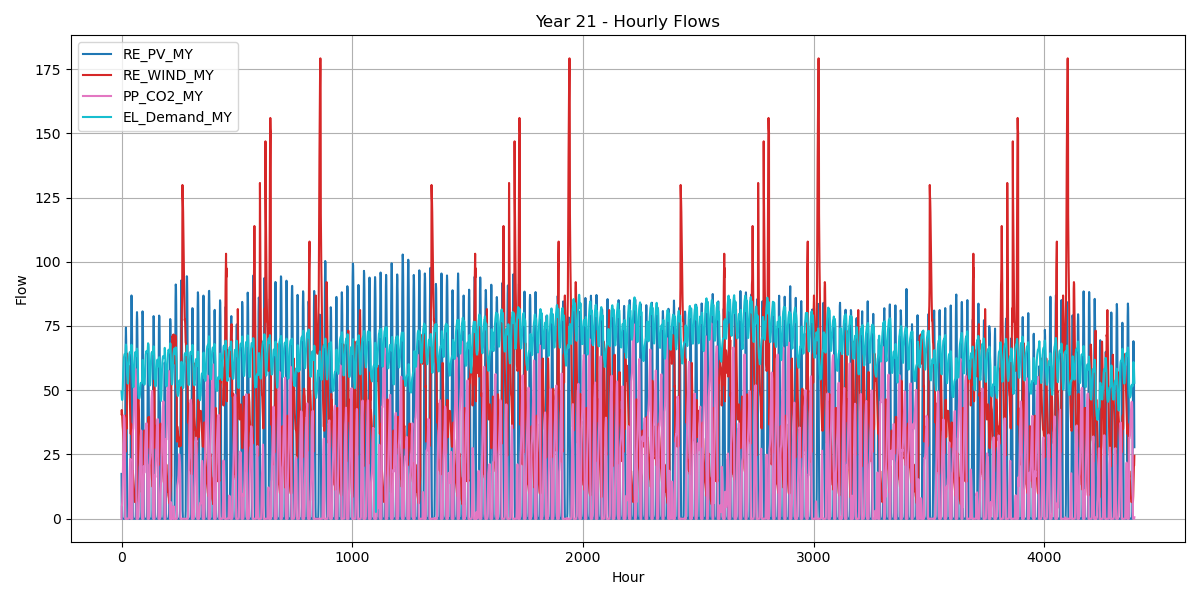 Year 21 - Hourly Flows
RE_PV_MY
RE_WIND_MY
PP_CO2_MY
EL_Demand_MY
175
150
125
100
75
50
25
0
Flow
0 1000 2000 3000 4000
Hour